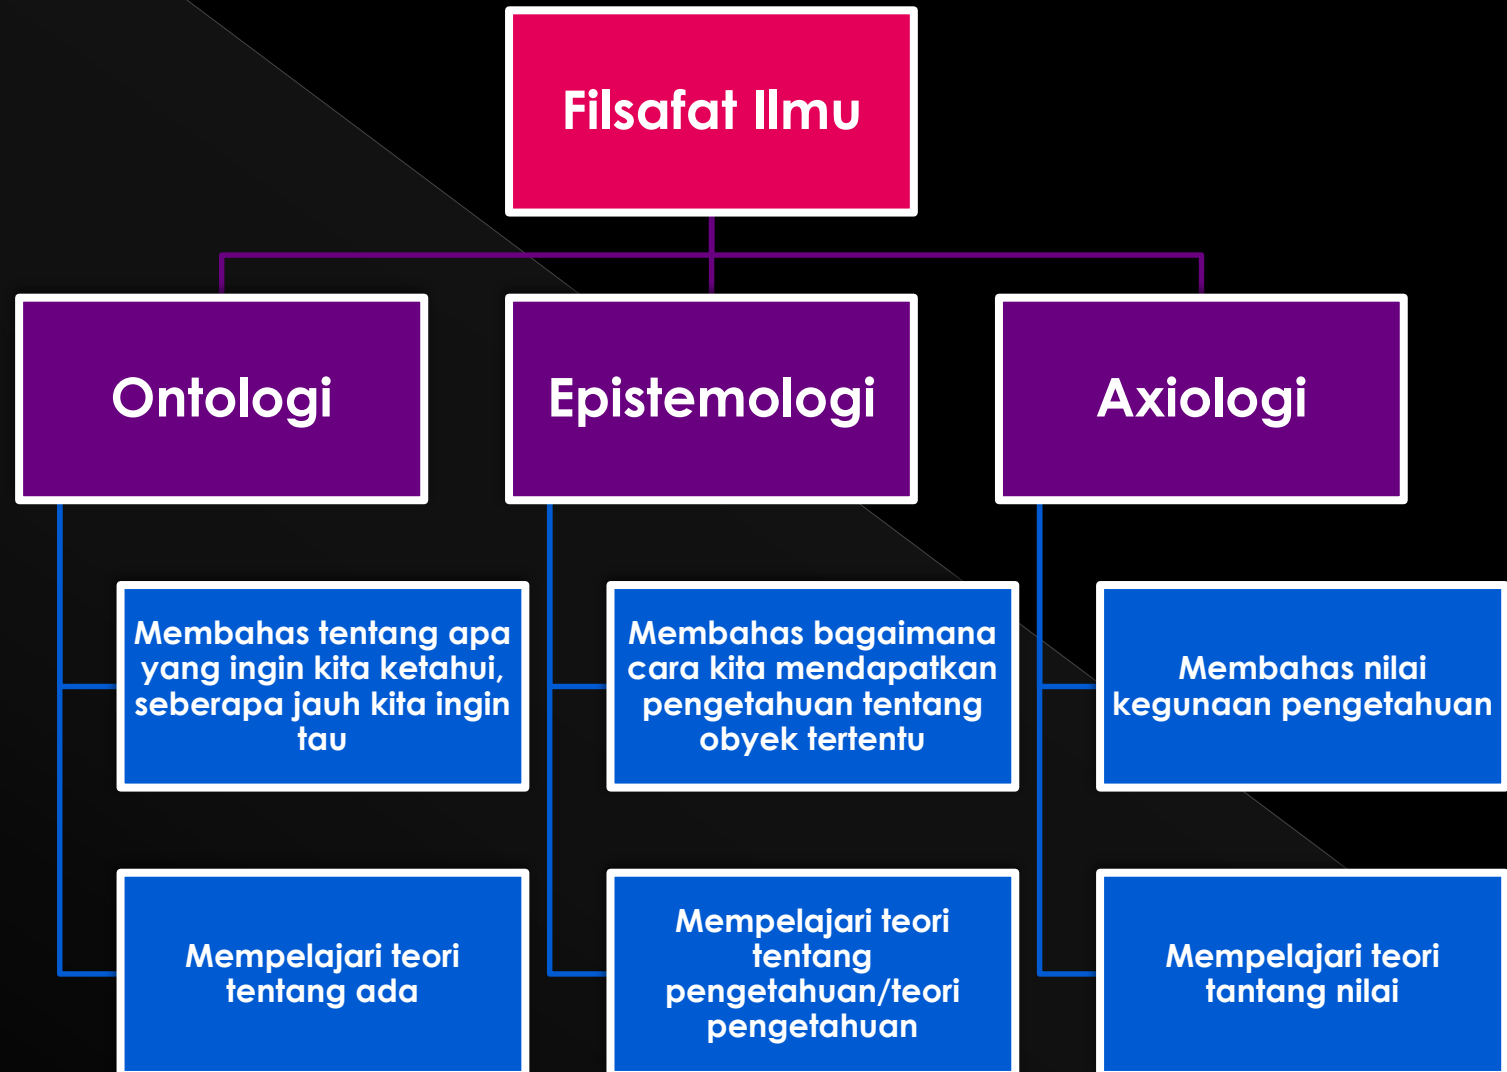 Filsafat Ilmu
Ontologi
Epistemologi
Axiologi
Membahas tentang apa
yang ingin kita ketahui,
seberapa jauh kita ingin
tau
Membahas bagaimana
cara kita mendapatkan
pengetahuan tentang
obyek tertentu
Membahas nilai
kegunaan pengetahuan
Mempelajari teori
tentang ada
Mempelajari teori
tentang
pengetahuan/teori
pengetahuan
Mempelajari teori
tantang nilai